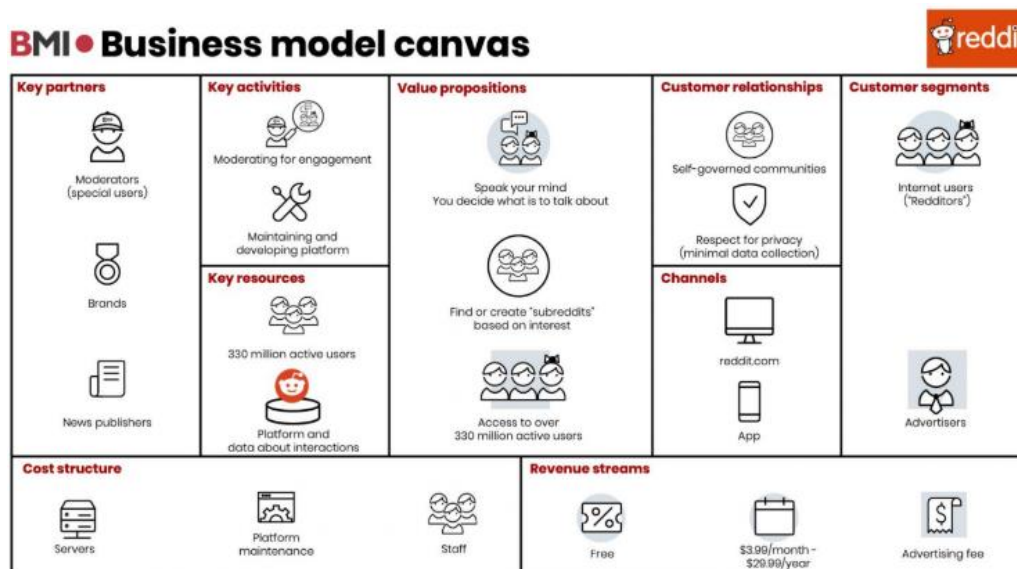 BMI Business model canvas
reddi
Key partners
Moderators
(special users)
Brands
News publishers
Key activities
Moderating for engagement
Maintaining and
developing platform
Key resources
330 million active users
Platform and
data about interactions
Value propositions
Speak your mind
You decide what is to talk about
Find or create "subreddits"
based on interest
Access to over
330 million active users
Customer relationships
Self-governed communities
Respect for privacy
(minimal data collection)
Channels
reddit.com
App
Customer segments
Internet users
("Redditors")
Advertisers
Cost structure
Servers
Platform
maintenance
Staff
Revenue streams
%
Free
$3.99/month -
$29.99/year
$
Advertising fee